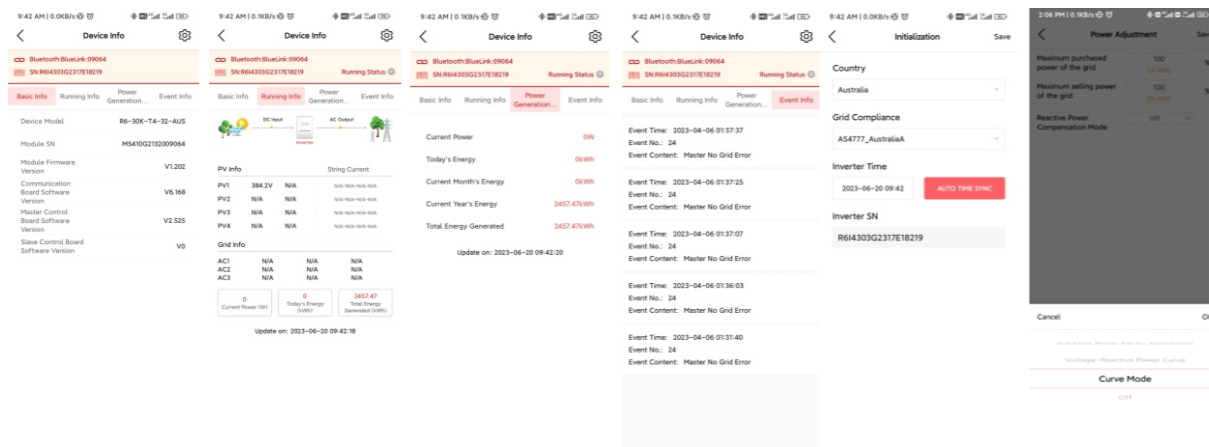 9:42 AM | 0.0KB/s
Device Info
Bluetooth:BlueLink:09064
SN:R6I4303G2317E18219
Basic Info
Running Info
Power
Generation...
Event Info
Device Model
R6-30K-T4-32-AUS
Module SN
M5410G2132009064
Module Firmware
Version
V1.202
Communication
Board Software
Version
V6.168
Master Control
Board Software
Version
V2.525
Slave Control Board
Software Version
V0
9:42 AM | 0.1KB/s
Device Info
Bluetooth:BlueLink:09064
SN:R6I4303G2317E18219
Running Status
Basic Info
Running Info
Power
Generation...
Event Info
DC Input
AC Output
Inverter
PV Info
String Current
PV1 384.2V N/A N/A-N/A-N/A-N/A
PV2 N/A N/A N/A-N/A-N/A-N/A
PV3 N/A N/A N/A-N/A-N/A-N/A
PV4 N/A N/A N/A-N/A-N/A-N/A
Grid Info
AC1 N/A N/A N/A
AC2 N/A N/A N/A
AC3 N/A N/A N/A
0
Current Power (W)
0
Today's Energy
(kWh)
2457.47
Total Energy
Generated (kWh)
Update on: 2023-06-20 09:42:18
9:42 AM | 0.1KB/s
Device Info
Bluetooth:BlueLink:09064
SN:R6I4303G2317E18219
Running Status
Basic Info
Running Info
Power
Generation...
Event Info
Current Power
0W
Today's Energy
0kWh
Current Month's Energy
0kWh
Current Year's Energy
2457.47kWh
Total Energy Generated
2457.47kWh
Update on: 2023-06-20 09:42:20
9:42 AM | 0.1KB/s
Device Info
Bluetooth:BlueLink:09064
SN:R6I4303G2317E18219
Running Status
Basic Info
Running Info
Power
Generation...
Event Info
Event Time: 2023-04-06 01:37:37
Event No.: 24
Event Content: Master No Grid Error
Event Time: 2023-04-06 01:37:25
Event No.: 24
Event Content: Master No Grid Error
Event Time: 2023-04-06 01:37:07
Event No.: 24
Event Content: Master No Grid Error
Event Time: 2023-04-06 01:36:03
Event No.: 24
Event Content: Master No Grid Error
Event Time: 2023-04-06 01:31:40
Event No.: 24
Event Content: Master No Grid Error
9:42 AM | 0.0KB/s
Initialization
Save
Country
Australia
Grid Compliance
AS4777_AustraliaA
Inverter Time
2023-06-20 09:42
AUTO TIME SYNC
Inverter SN
R6I4303G2317E18219
2:06 PM | 0.1KB/s
Power Adjustment
Maximum purchased
power of the grid
100
Maximum selling power
of the grid
100
Reactive Power
Compensation Mode
Off
Cancel
Voltage-Reactive Power Curve
Curve Mode
Off